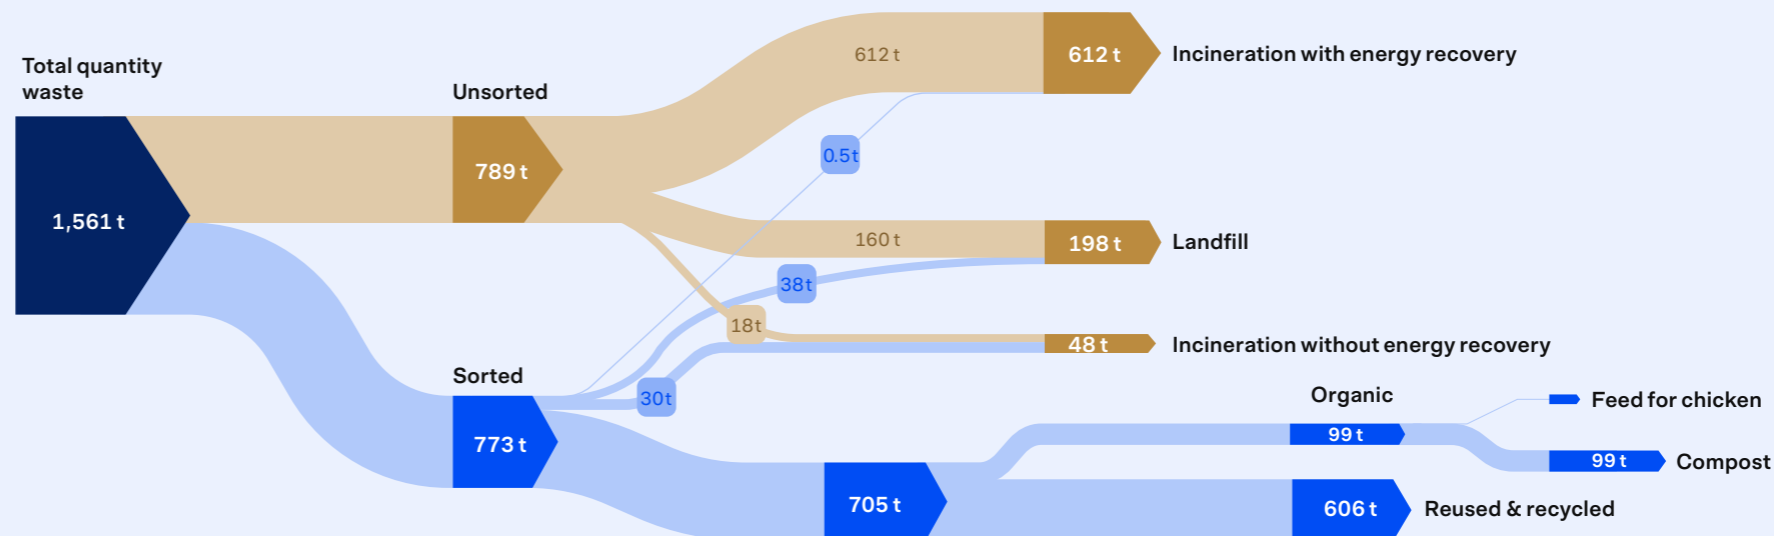 Total quantity
waste
1,561 t
Unsorted
789 t
612 t
612 t
Incineration with energy recovery
0.5t
160 t
198 t
Landfill
38t
18t
48 t
Incineration without energy recovery
Sorted
773 t
30t
705 t
Organic
99 t
Feed for chicken
99 t
Compost
606 t
Reused & recycled